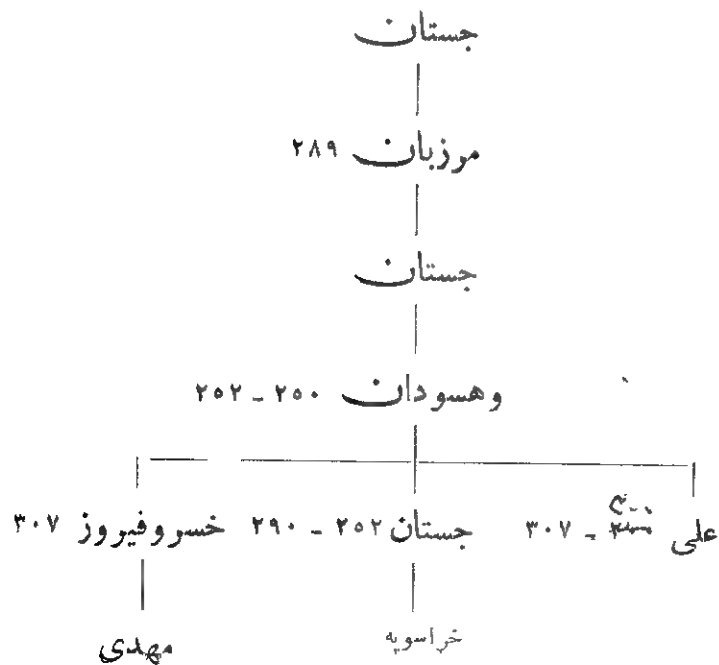 جستان
مرزبان ۲۸۹
جستان
وهسودان ۲۵۰ - ۲۵۲
علی - ۳۰۷ جستان ۲۵۲ - ۲۹۰ خسروفیروز ۳۰۷
خراسویه
مهدی